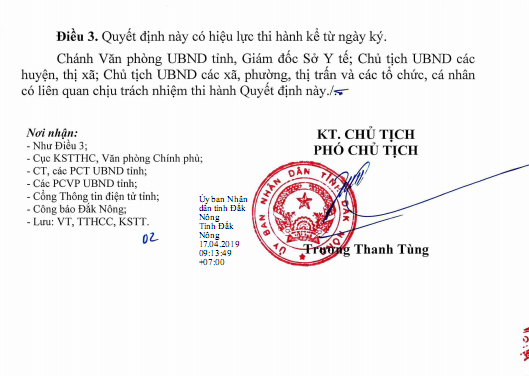 Điều 3. Quyết định này có hiệu lực thi hành kể từ ngày ký.
Chánh Văn phòng UBND tỉnh, Giám đốc Sở Y tế; Chủ tịch UBND các
huyện, thị xã; Chủ tịch UBND các xã, phường, thị trấn và các tổ chức, cá nhân
có liên quan chịu trách nhiệm thi hành Quyết định này./
Nơi nhận:
- Như Điều 3;
- Cục KSTTHC, Văn phòng Chính phủ;
- CT, các PCT UBND tỉnh;
- Các PCVP UBND tỉnh;
- Cổng Thông tin điện tử tỉnh;
- Công báo Đắk Nông;
- Lưu: VT, TTHCC, KSTT.
02
Ủy ban Nhân
dân tỉnh Đắk
Nông
Tỉnh Đắk
Nông
17.04.2019
09:13:49
+07:00
KT. CHỦ TỊCH
PHÓ CHỦ TỊCH
ỦY BAN NHÂN DÂN TỈNH ĐẮK NÔNG
Trương Thanh Tùng